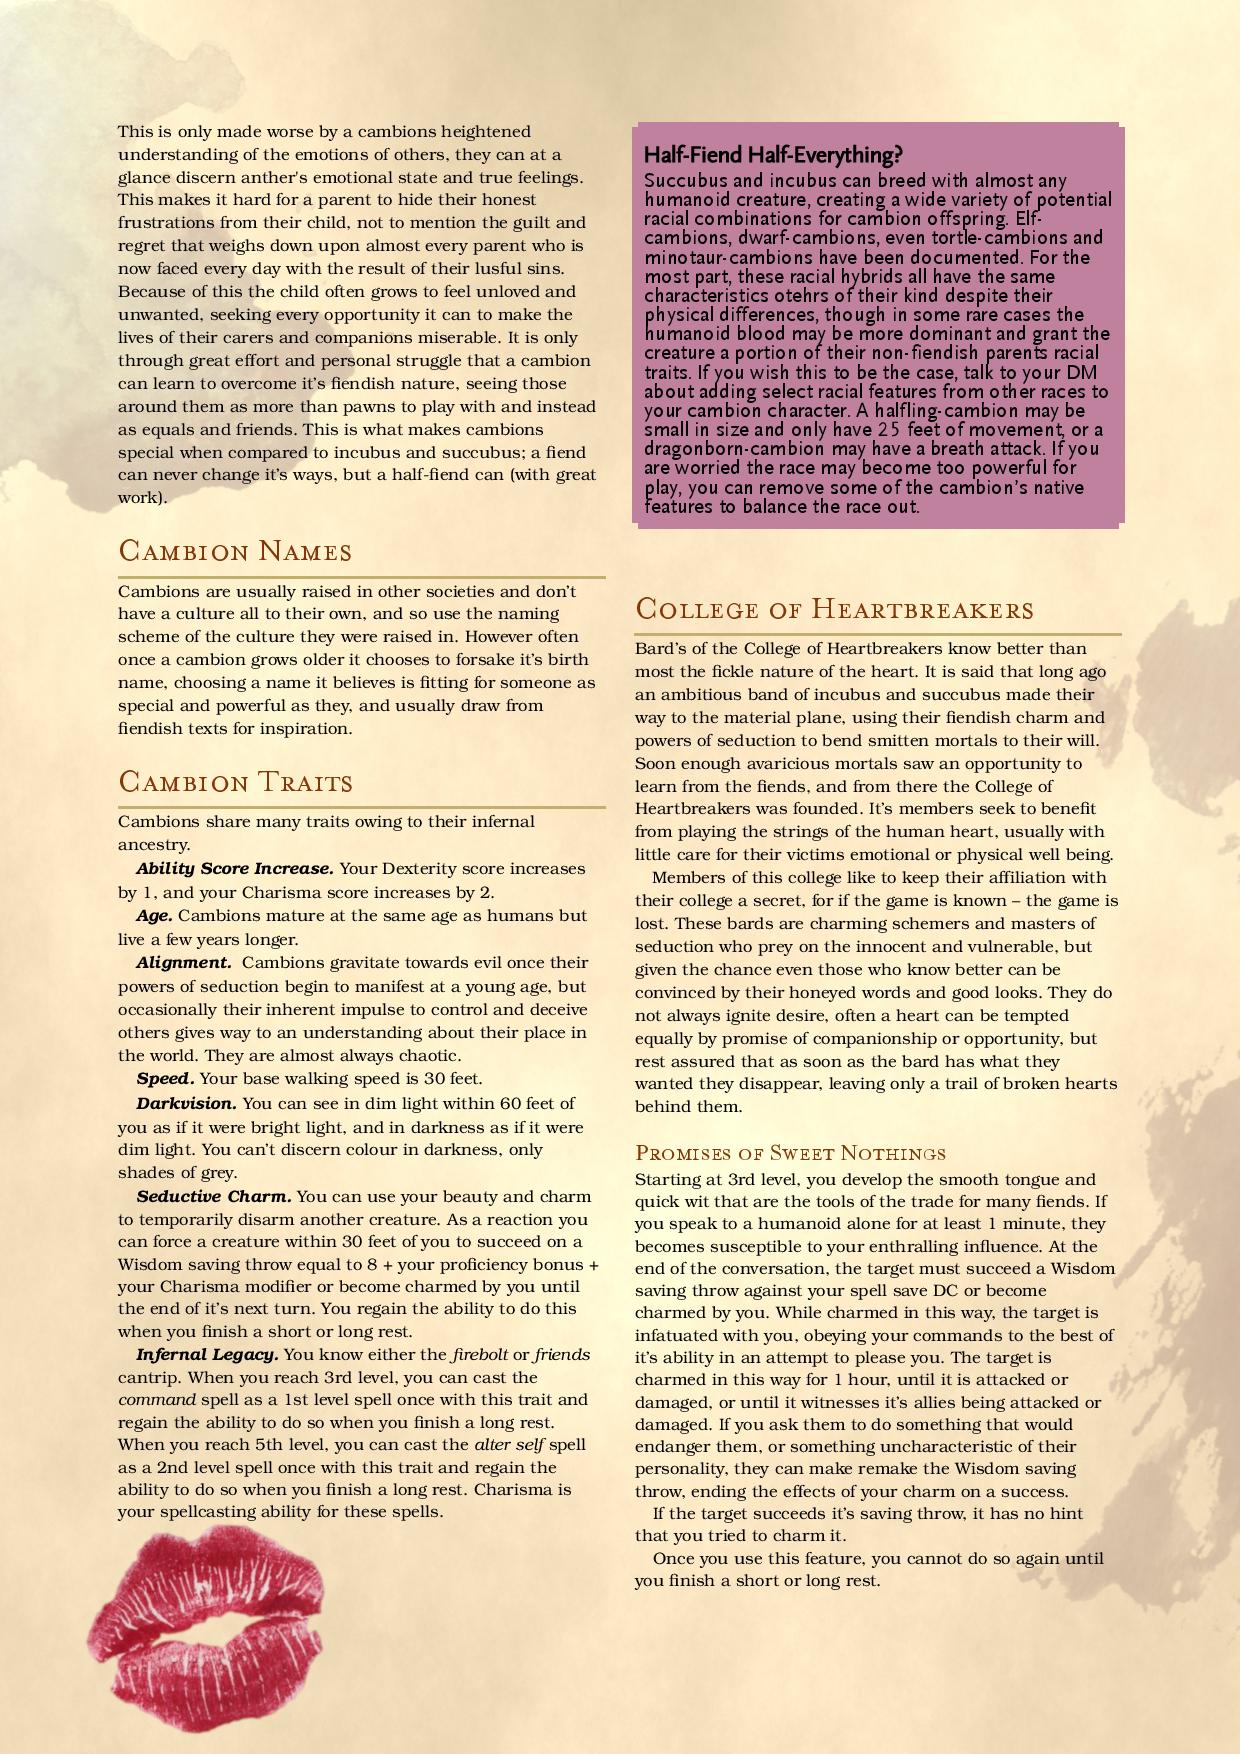 This is only made worse by a cambions heightened
understanding of the emotions of others, they can at a
glance discern anther's emotional state and true feelings.
This makes it hard for a parent to hide their honest
frustrations from their child, not to mention the guilt and
regret that weighs down upon almost every parent who is
now faced every day with the result of their lusful sins.
Because of this the child often grows to feel unloved and
unwanted, seeking every opportunity it can to make the
lives of their carers and companions miserable. It is only
through great effort and personal struggle that a cambion
can learn to overcome it's fiendish nature, seeing those
around them as more than pawns to play with and instead
as equals and friends. This is what makes cambions
special when compared to incubus and succubus; a fiend
can never change it's ways, but a half-fiend can (with great
work).
Cambion Names
Cambions are usually raised in other societies and don't
have a culture all to their own, and so use the naming
scheme of the culture they were raised in. However often
once a cambion grows older it chooses to forsake it's birth
name, choosing a name it believes is fitting for someone as
special and powerful as they, and usually draw from
fiendish texts for inspiration.
Cambion Traits
Cambions share many traits owing to their infernal
ancestry.
Ability Score Increase. Your Dexterity score increases
by 1, and your Charisma score increases by 2.
Age. Cambions mature at the same age as humans but
live a few years longer.
Alignment. Cambions gravitate towards evil once their
powers of seduction begin to manifest at a young age, but
occasionally their inherent impulse to control and deceive
others gives way to an understanding about their place in
the world. They are almost always chaotic.
Speed. Your base walking speed is 30 feet.
Darkvision. You can see in dim light within 60 feet of
you as if it were bright light, and in darkness as if it were
dim light. You can't discern colour in darkness, only
shades of grey.
Seductive Charm. You can use your beauty and charm
to temporarily disarm another creature. As a reaction you
can force a creature within 30 feet of you to succeed on a
Wisdom saving throw equal to 8 + your proficiency bonus +
your Charisma modifier or become charmed by you until
the end of it's next turn. You regain the ability to do this
when you finish a short or long rest.
Infernal Legacy. You know either the firebolt or friends
cantrip. When you reach 3rd level, you can cast the
command spell as a 1st level spell once with this trait and
regain the ability to do so when you finish a long rest.
When you reach 5th level, you can cast the alter self spell
as a 2nd level spell once with this trait and regain the
ability to do so when you finish a long rest. Charisma is
your spellcasting ability for these spells.
Half-Fiend Half-Everything?
Succubus and incubus can breed with almost any
humanoid creature, creating a wide variety of potential
racial combinations for cambion offspring. Elf-
cambions, dwarf-cambions, even tortle-cambions and
minotaur-cambions have been documented. For the
most part, these racial hybrids all have the same
characteristics otehrs of their kind despite their
physical differences, though in some rare cases the
humanoid blood may be more dominant and grant the
creature a portion of their non-fiendish parents racial
traits. If you wish this to be the case, talk to your DM
about adding select racial features from other races to
your cambion character. A halfling-cambion may be
small in size and only have 25 feet of movement, or a
dragonborn-cambion may have a breath attack. If you
are worried the race may become too powerful for
play, you can remove some of the cambion's native
features to balance the race out.
College of Heartbreakers
Bard's of the College of Heartbreakers know better than
most the fickle nature of the heart. It is said that long ago
an ambitious band of incubus and succubus made their
way to the material plane, using their fiendish charm and
powers of seduction to bend smitten mortals to their will.
Soon enough avaricious mortals saw an opportunity to
learn from the fiends, and from there the College of
Heartbreakers was founded. It's members seek to benefit
from playing the strings of the human heart, usually with
little care for their victims emotional or physical well being.
Members of this college like to keep their affiliation with
their college a secret, for if the game is known – the game is
lost. These bards are charming schemers and masters of
seduction who prey on the innocent and vulnerable, but
given the chance even those who know better can be
convinced by their honeyed words and good looks. They do
not always ignite desire, often a heart can be tempted
equally by promise of companionship or opportunity, but
rest assured that as soon as the bard has what they
wanted they disappear, leaving only a trail of broken hearts
behind them.
Promises of Sweet Nothings
Starting at 3rd level, you develop the smooth tongue and
quick wit that are the tools of the trade for many fiends. If
you speak to a humanoid alone for at least 1 minute, they
becomes susceptible to your enthralling influence. At the
end of the conversation, the target must succeed a Wisdom
saving throw against your spell save DC or become
charmed by you. While charmed in this way, the target is
infatuated with you, obeying your commands to the best of
it's ability in an attempt to please you. The target is
charmed in this way for 1 hour, until it is attacked or
damaged, or until it witnesses it's allies being attacked or
damaged. If you ask them to do something that would
endanger them, or something uncharacteristic of their
personality, they can make remake the Wisdom saving
throw, ending the effects of your charm on a success.
If the target succeeds it's saving throw, it has no hint
that you tried to charm it.
Once you use this feature, you cannot do so again until
you finish a short or long rest.